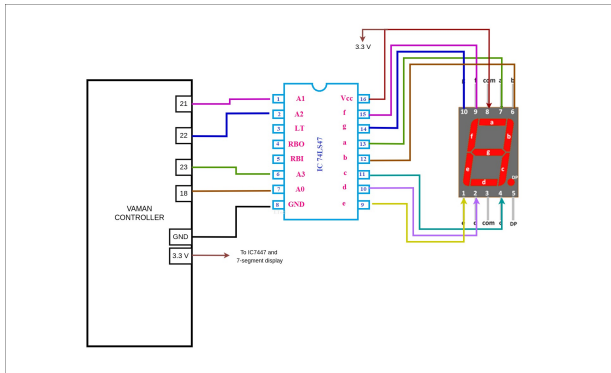 3.3 V
g f com a b
10 9 8 7 6
21
22
23
18
GND
3.3 V
VAMAN
CONTROLLER
To IC7447 and
7-segment display
IC 74LS47
1 A1 Vcc 16
2 A2 f 15
3 LT g 14
4 RBO a 13
5 RBI b 12
6 A3 c 11
7 A0 d 10
8 GND e 9
a
f b
g
e c
d DP
1 2 3 4 5
com DP